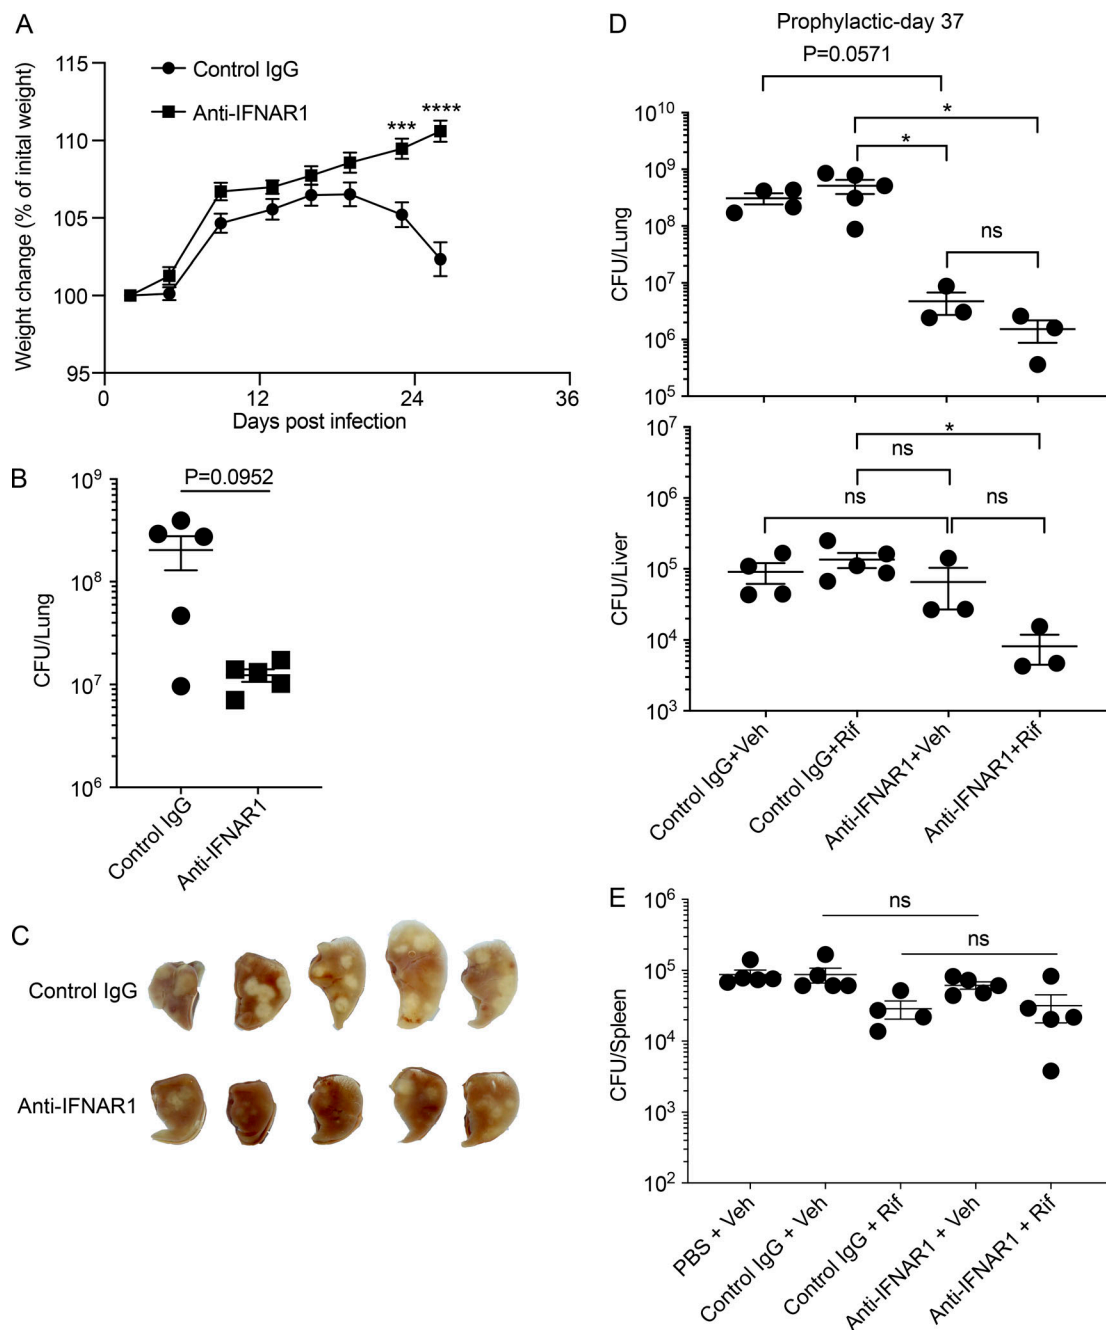 A
Control IgG
Anti-IFNAR1
***
****
115
110
105
100
95
0
12
24
36
Weight change (% of inital weight)
Days post infection
B
P=0.0952
10⁹
10⁸
10⁷
10⁶
CFU/Lung
Control IgG
Anti-IFNAR1
C
Control IgG
Anti-IFNAR1
D
Prophylactic-day 37
P=0.0571
*
*
ns
10¹⁰
10⁹
10⁸
10⁷
10⁶
10⁵
CFU/Lung
*
ns
ns
ns
10⁷
10⁶
10⁵
10⁴
10³
CFU/Liver
Control IgG+Veh
Control IgG+Rif
Anti-IFNAR1+Veh
Anti-IFNAR1+Rif
E
ns
ns
10⁶
10⁵
10⁴
10³
10²
CFU/Spleen
PBS + Veh
Control IgG + Veh
Control IgG + Rif
Anti-IFNAR1 + Veh
Anti-IFNAR1 + Rif